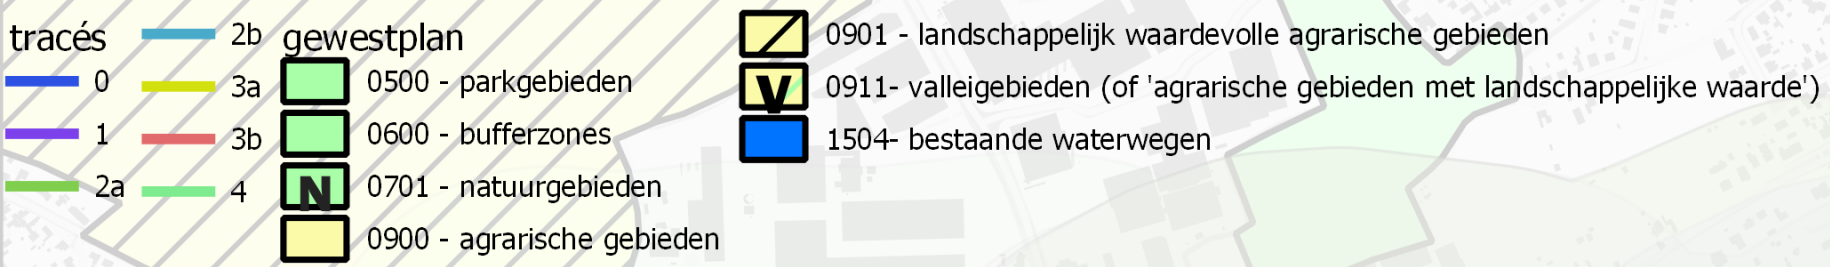 tracés
0
1
2a
2b
3a
3b
4
gewestplan
0500 - parkgebieden
0600 - bufferzones
N 0701 - natuurgebieden
0900 - agrarische gebieden
0901 - landschappelijk waardevolle agrarische gebieden
V 0911- valleigebieden (of 'agrarische gebieden met landschappelijke waarde')
1504- bestaande waterwegen